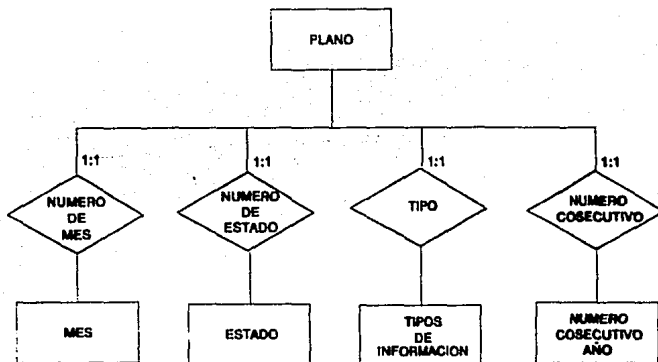 PLANO
1:1
1:1
1:1
1:1
NUMERO
DE
MES
NUMERO
DE
ESTADO
TIPO
NUMERO
COSECUTIVO
MES
ESTADO
TIPOS
DE
INFORMACION
NUMERO
COSECUTIVO
AÑO